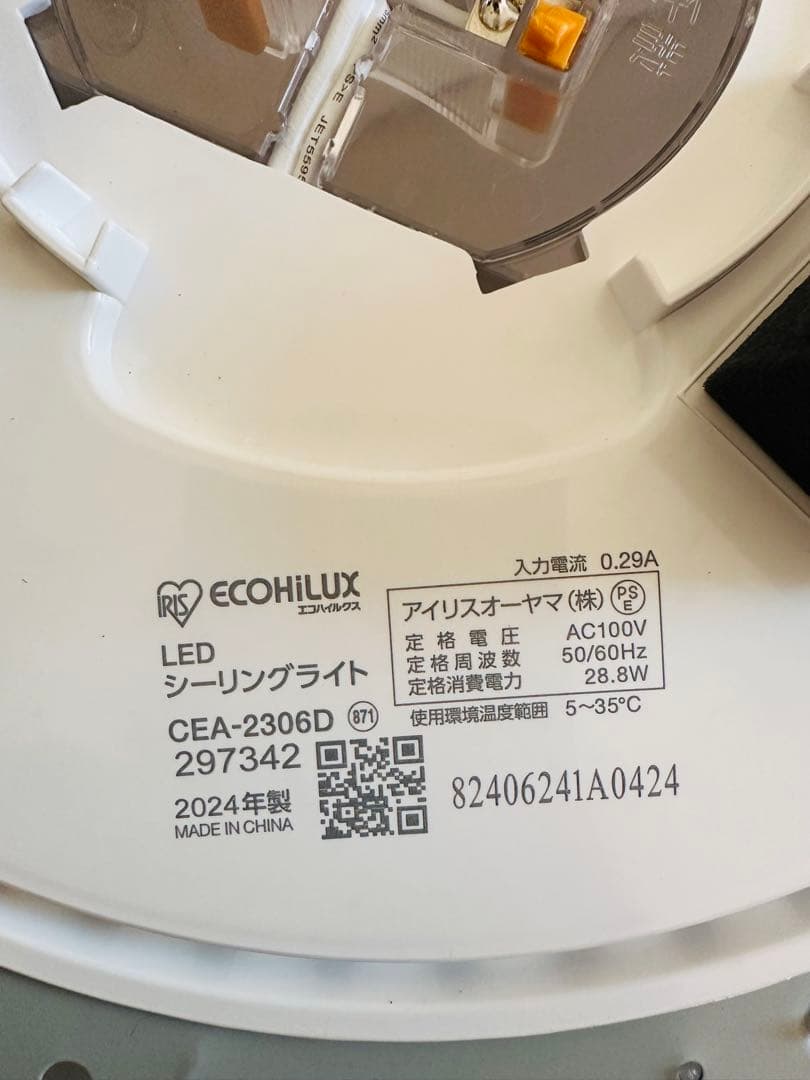 JET5595
IRIS ECOHiLUX
エコハイルクス
LED
シーリングライト
CEA-2306D 871
297342
2024年製
MADE IN CHINA
入力電流 0.29A
アイリスオーヤマ(株) PSE
定格電圧 AC100V
定格周波数 50/60Hz
定格消費電力 28.8W
使用環境温度範囲 5～35℃
82406241A0424